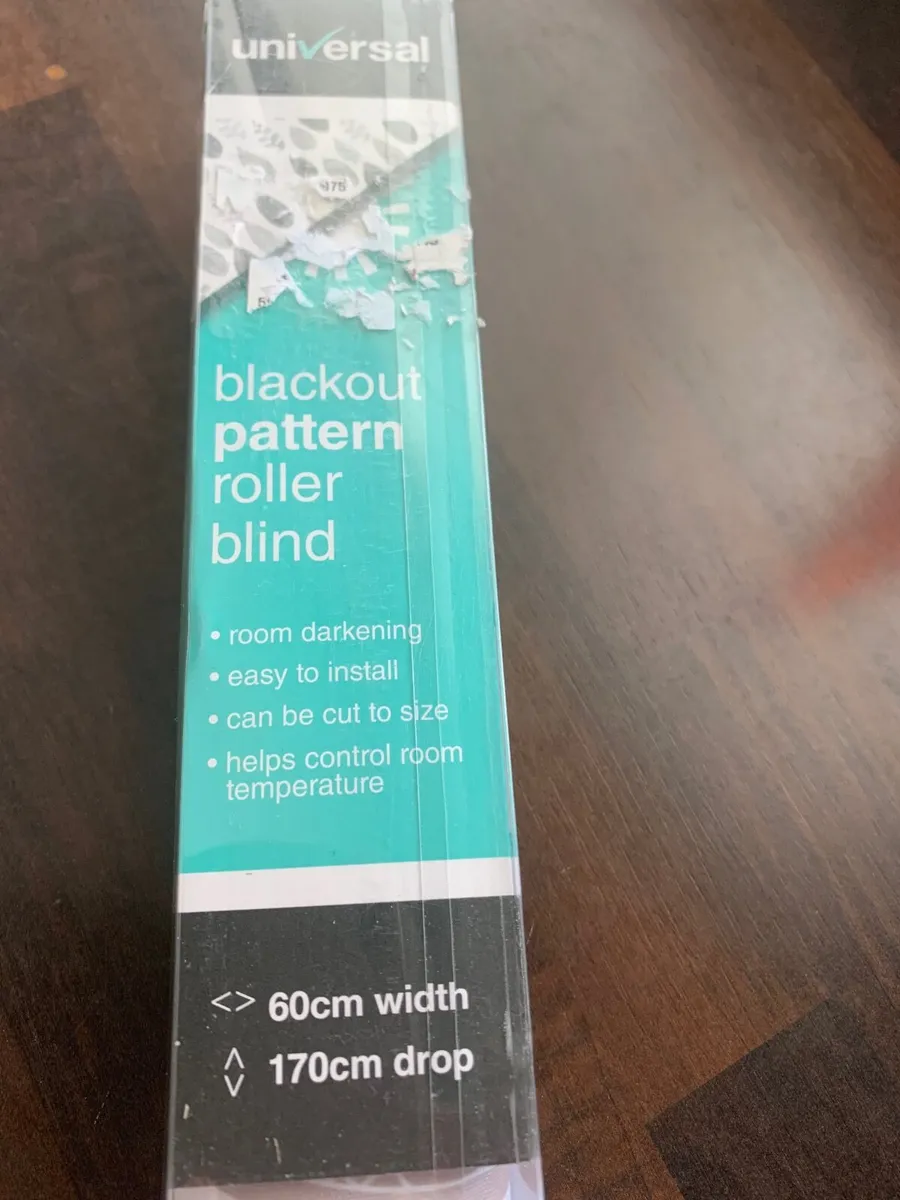 universal
blackout
pattern
roller
blind
• room darkening
• easy to install
• can be cut to size
• helps control room
temperature
<> 60cm width
170cm drop